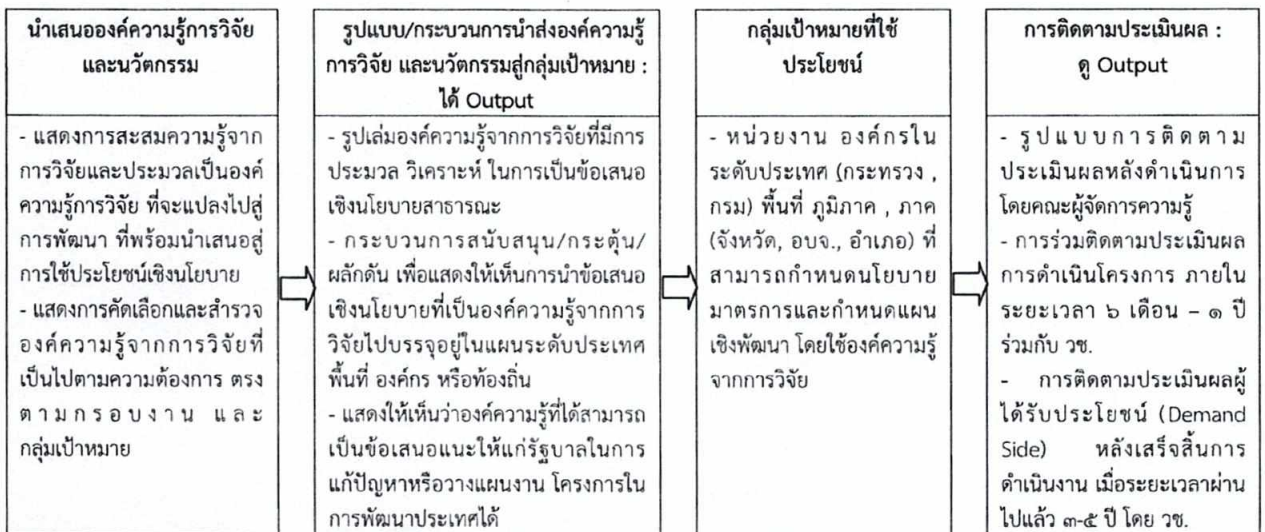 นำเสนอองค์ความรู้การวิจัย
และนวัตกรรม
- แสดงการสะสมความรู้จาก
การวิจัยและประมวลเป็นองค์
ความรู้การวิจัย ที่จะแปลงไปสู่
การพัฒนา ที่พร้อมนำเสนอสู่
การใช้ประโยชน์เชิงนโยบาย
- แสดงการคัดเลือกและสำรวจ
องค์ความรู้จากการวิจัยที่
เป็นไปตามความต้องการ ตรง
ตามกรอบงาน และ
กลุ่มเป้าหมาย
รูปแบบ/กระบวนการนำส่งองค์ความรู้
การวิจัย และนวัตกรรมสู่กลุ่มเป้าหมาย :
ได้ Output
- รูปเล่มองค์ความรู้จากการวิจัยที่มีการ
ประมวล วิเคราะห์ ในการเป็นข้อเสนอ
เชิงนโยบายสาธารณะ
- กระบวนการสนับสนุน/กระตุ้น/
ผลักดัน เพื่อแสดงให้เห็นการนำข้อเสนอ
เชิงนโยบายที่เป็นองค์ความรู้จากการ
วิจัยไปบรรจุอยู่ในแผนระดับประเทศ
พื้นที่ องค์กร หรือท้องถิ่น
- แสดงให้เห็นว่าองค์ความรู้ที่ได้สามารถ
เป็นข้อเสนอแนะให้แก่รัฐบาลในการ
แก้ปัญหาหรือวางแผนงาน โครงการใน
การพัฒนาประเทศได้
กลุ่มเป้าหมายที่ใช้
ประโยชน์
- หน่วยงาน องค์กรใน
ระดับประเทศ (กระทรวง ,
กรม) พื้นที่ ภูมิภาค , ภาค
(จังหวัด, อบจ., อำเภอ) ที่
สามารถกำหนดนโยบาย
มาตรการและกำหนดแผน
เชิงพัฒนา โดยใช้องค์ความรู้
จากการวิจัย
การติดตามประเมินผล :
ดู Output
- รูปแบบการติดตาม
ประเมินผลหลังดำเนินการ
โดยคณะผู้จัดการความรู้
- การร่วมติดตามประเมินผล
การดำเนินโครงการ ภายใน
ระยะเวลา ๖ เดือน – ๑ ปี
ร่วมกับ วช.
- การติดตามประเมินผลผู้
ได้รับประโยชน์ (Demand
Side) หลังเสร็จสิ้นการ
ดำเนินงาน เมื่อระยะเวลาผ่าน
ไปแล้ว ๓-๕ ปี โดย วช.